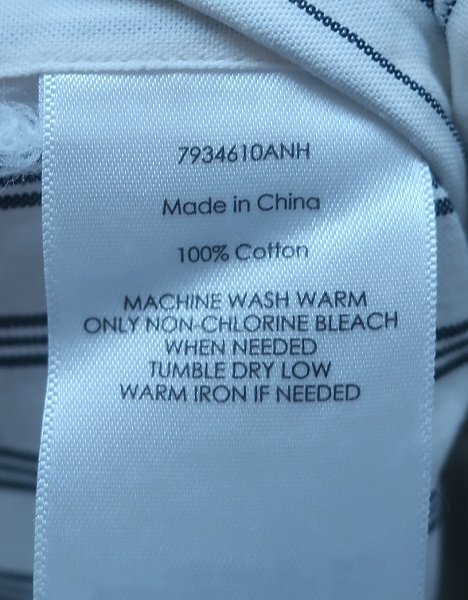 7934610ANH
Made in China
100% Cotton
MACHINE WASH WARM
ONLY NON-CHLORINE BLEACH
WHEN NEEDED
TUMBLE DRY LOW
WARM IRON IF NEEDED